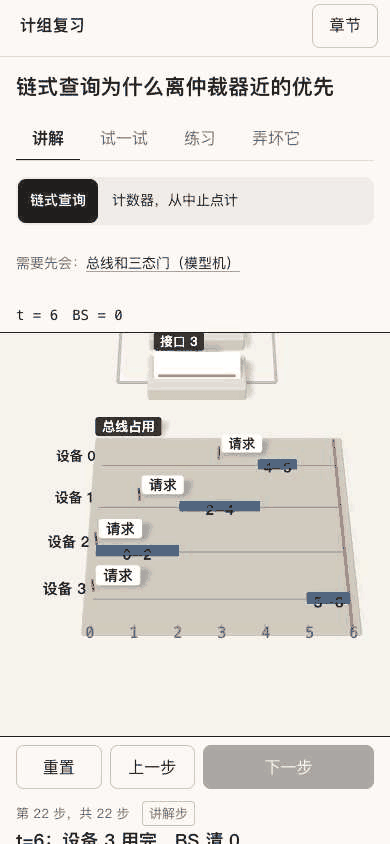 计组复习
章节
链式查询为什么离仲裁器近的优先
讲解 试一试 练习 弄坏它
链式查询 计数器，从中止点计
需要先会：总线和三态门（模型机）
t = 6 BS = 0
接口 3
总线占用
设备 0 请求 4-5
设备 1 请求 2-4
设备 2 请求 0-2
设备 3 请求
0 1 2 3 4 5 6
重置 上一步 下一步
第 22 步，共 22 步 讲解步
t=6：设备 3 用完，BS 清 0